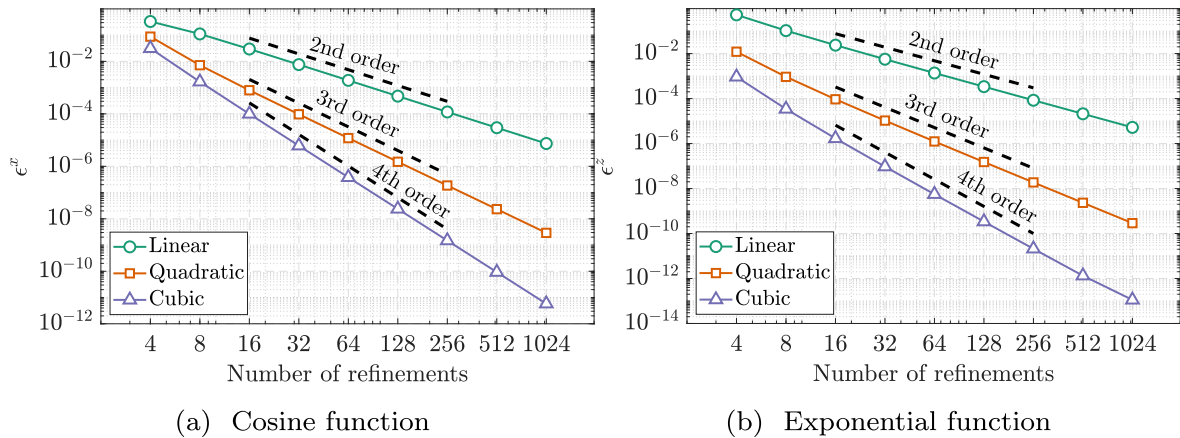 10^-2
10^-4
10^-6
10^-8
10^-10
10^-12
ϵ^x
2nd order
3rd order
4th order
Linear
Quadratic
Cubic
4 8 16 32 64 128 256 512 1024
Number of refinements
(a) Cosine function
10^-2
10^-4
10^-6
10^-8
10^-10
10^-12
10^-14
ϵ^z
2nd order
3rd order
4th order
Linear
Quadratic
Cubic
4 8 16 32 64 128 256 512 1024
Number of refinements
(b) Exponential function